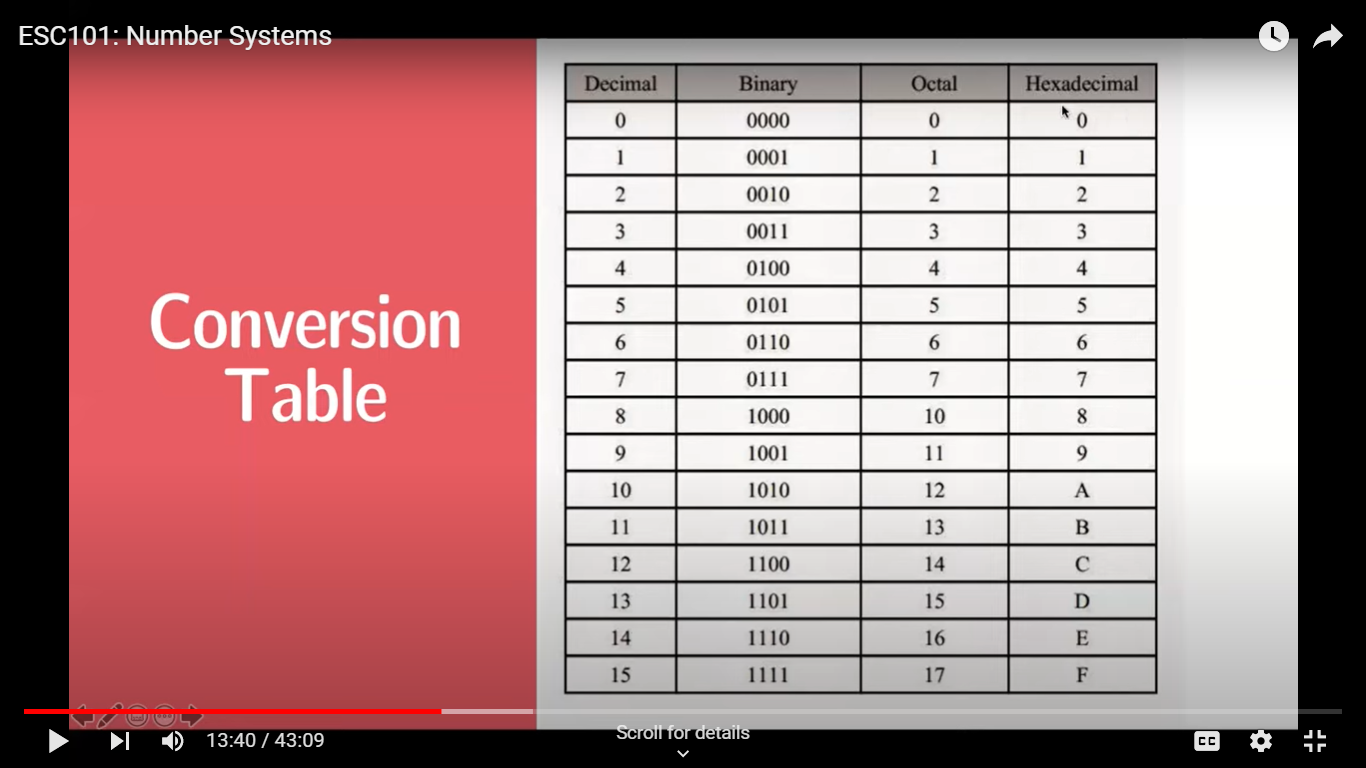 ESC101: Number Systems
Conversion
Table
Decimal Binary Octal Hexadecimal
0 0000 0 0
1 0001 1 1
2 0010 2 2
3 0011 3 3
4 0100 4 4
5 0101 5 5
6 0110 6 6
7 0111 7 7
8 1000 10 8
9 1001 11 9
10 1010 12 A
11 1011 13 B
12 1100 14 C
13 1101 15 D
14 1110 16 E
15 1111 17 F
13:40 / 43:09
Scroll for details
CC